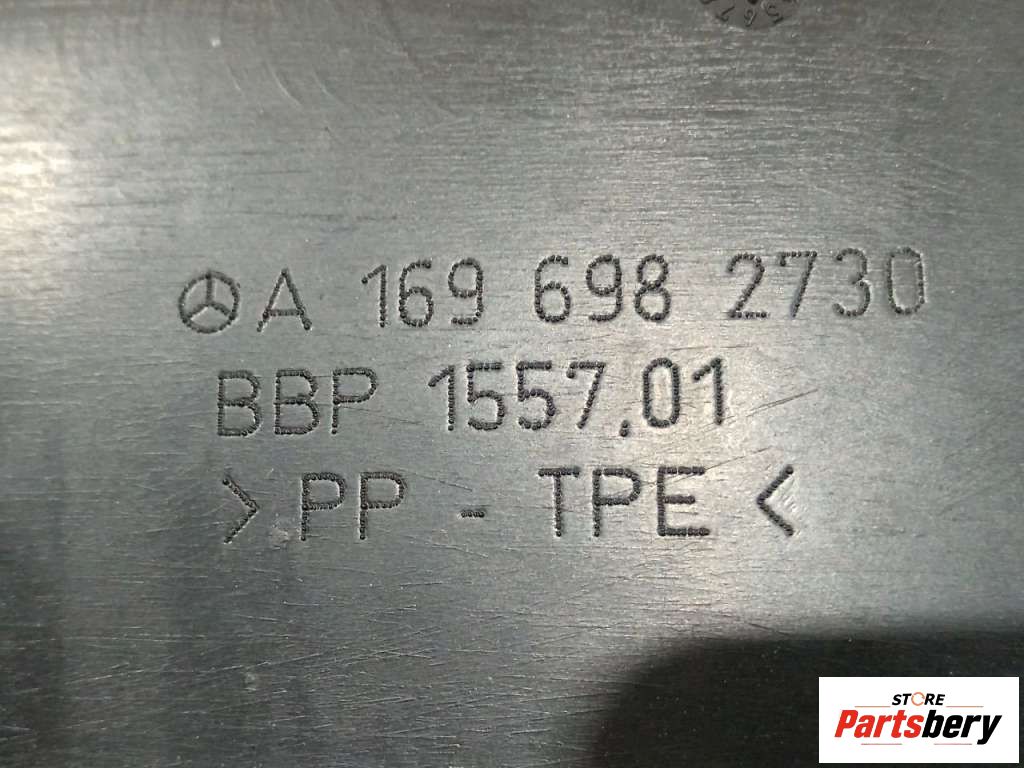 A 169 698 2730
BBP 1557.01
> PP - TPE <
STORE
Partsbery